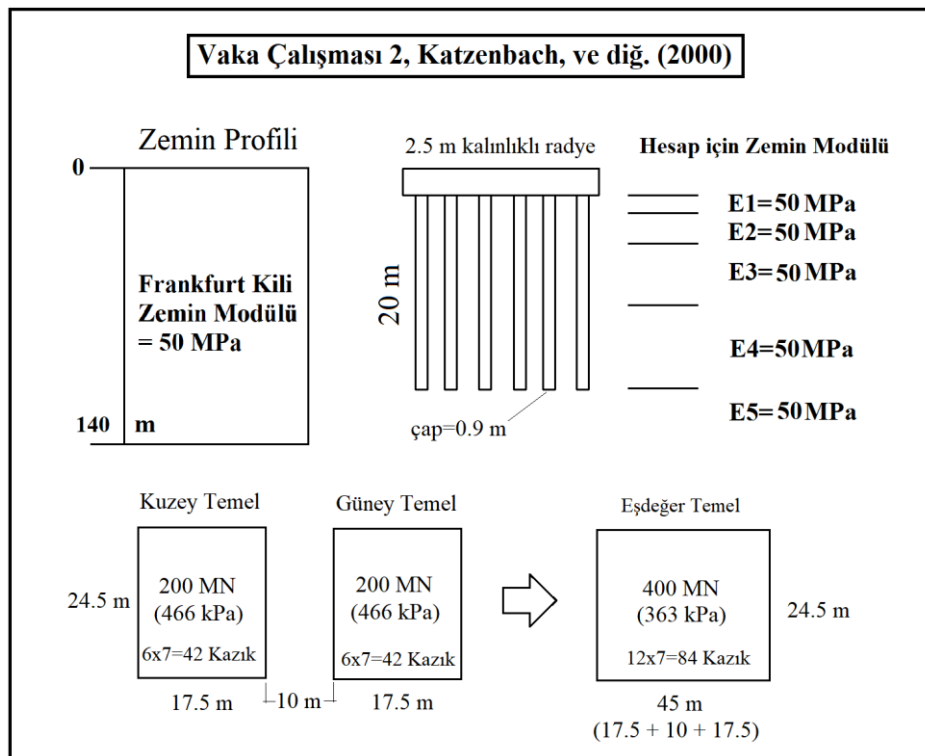 Vaka Çalışması 2, Katzenbach, ve diğ. (2000)
Zemin Profili
0
Frankfurt Kili
Zemin Modülü
= 50 MPa
140 m
2.5 m kalınlıklı radye
20 m
çap=0.9 m
Hesap için Zemin Modülü
E1=50 MPa
E2=50 MPa
E3=50 MPa
E4=50MPa
E5=50MPa
Kuzey Temel
24.5 m
200 MN
(466 kPa)
6x7=42 Kazık
17.5 m
10 m
Güney Temel
200 MN
(466 kPa)
6x7=42 Kazık
17.5 m
Eşdeğer Temel
400 MN
(363 kPa)
12x7=84 Kazık
24.5 m
45 m
(17.5 + 10 + 17.5)